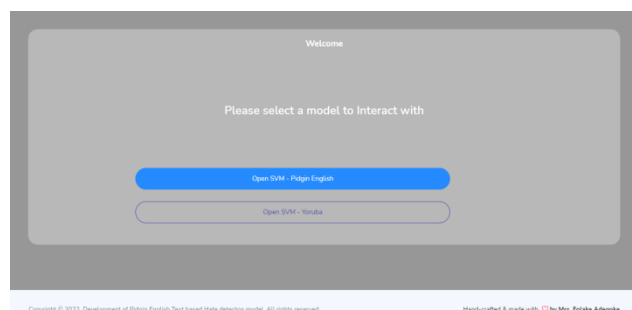 Welcome
Please select a model to Interact with
Open SVM - Pidgin English
Open SVM - Yoruba
Copyright © 2022. Development of Pidgin English Text based Hate detector model. All rights reserved.
Hand-crafted & made with ♡ by Mrs. Folake Adegoke